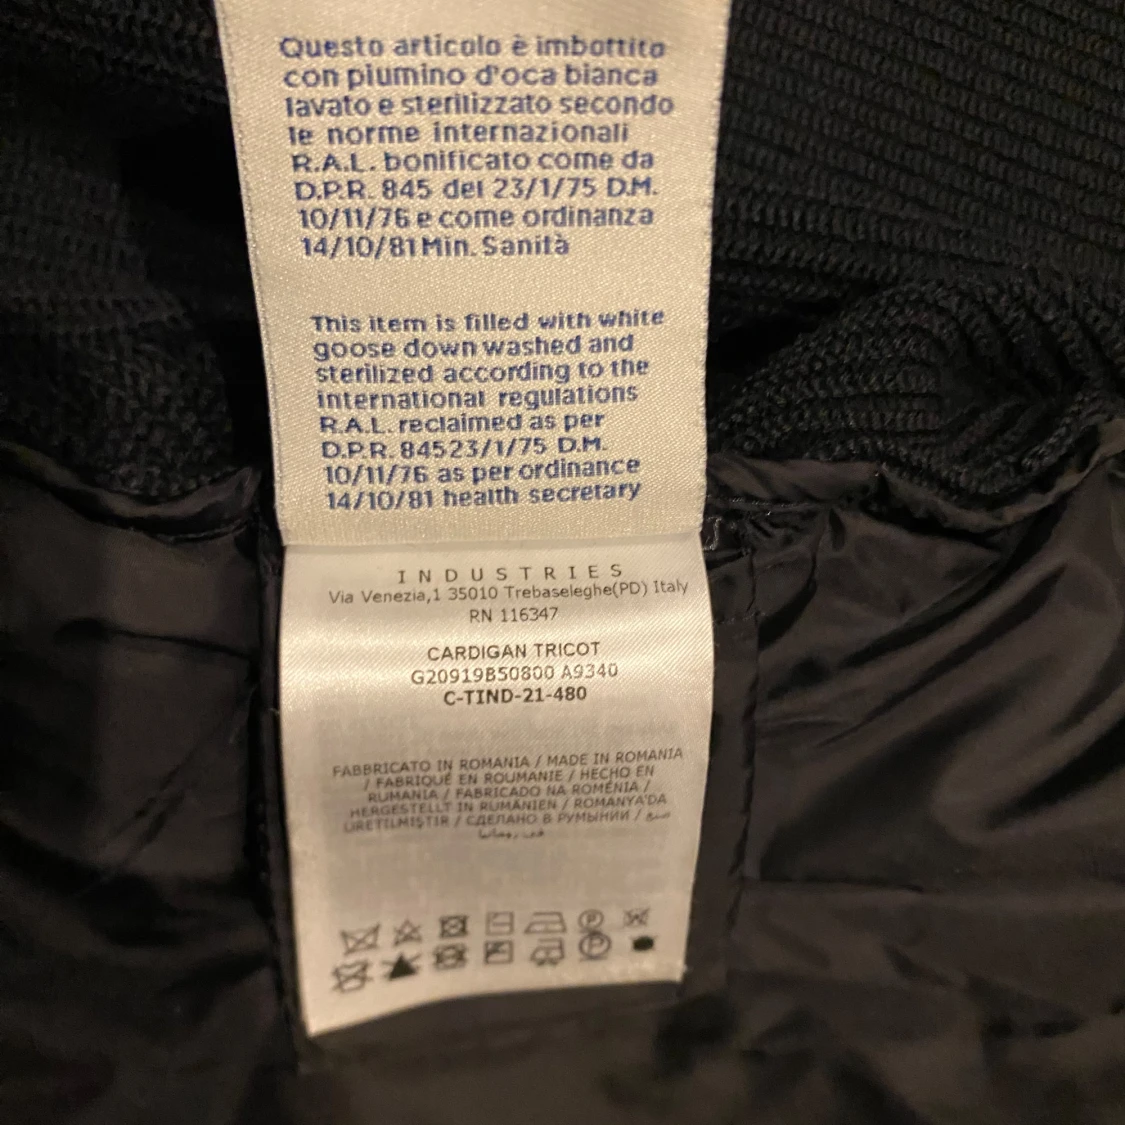 Questo articolo è imbottito
con piumino d'oca bianca
lavato e sterilizzato secondo
le norme internazionali
R.A.L. bonificato come da
D.P.R. 845 del 23/1/75 D.M.
10/11/76 e come ordinanza
14/10/81 Min. Sanità
This item is filled with white
goose down washed and
sterilized according to the
international regulations
R.A.L. reclaimed as per
D.P.R. 84523/1/75 D.M.
10/11/76 as per ordinance
14/10/81 health secretary
INDUSTRIES
Via Venezia,1 35010 Trebaseleghe(PD) Italy
RN 116347
CARDIGAN TRICOT
G20919B50800 A9340
C-TIND-21-480
FABBRICATO IN ROMANIA / MADE IN ROMANIA
/ FABRIQUÉ EN ROUMANIE / HECHO EN
RUMANIA / FABRICADO NA ROMÉNIA /
HERGESTELLT IN RUMÄNIEN / ROMANYA'DA
ÜRETILMIŞTIR / СДЕЛАНО В РУМЫНИИ / صنع
في رومانيا